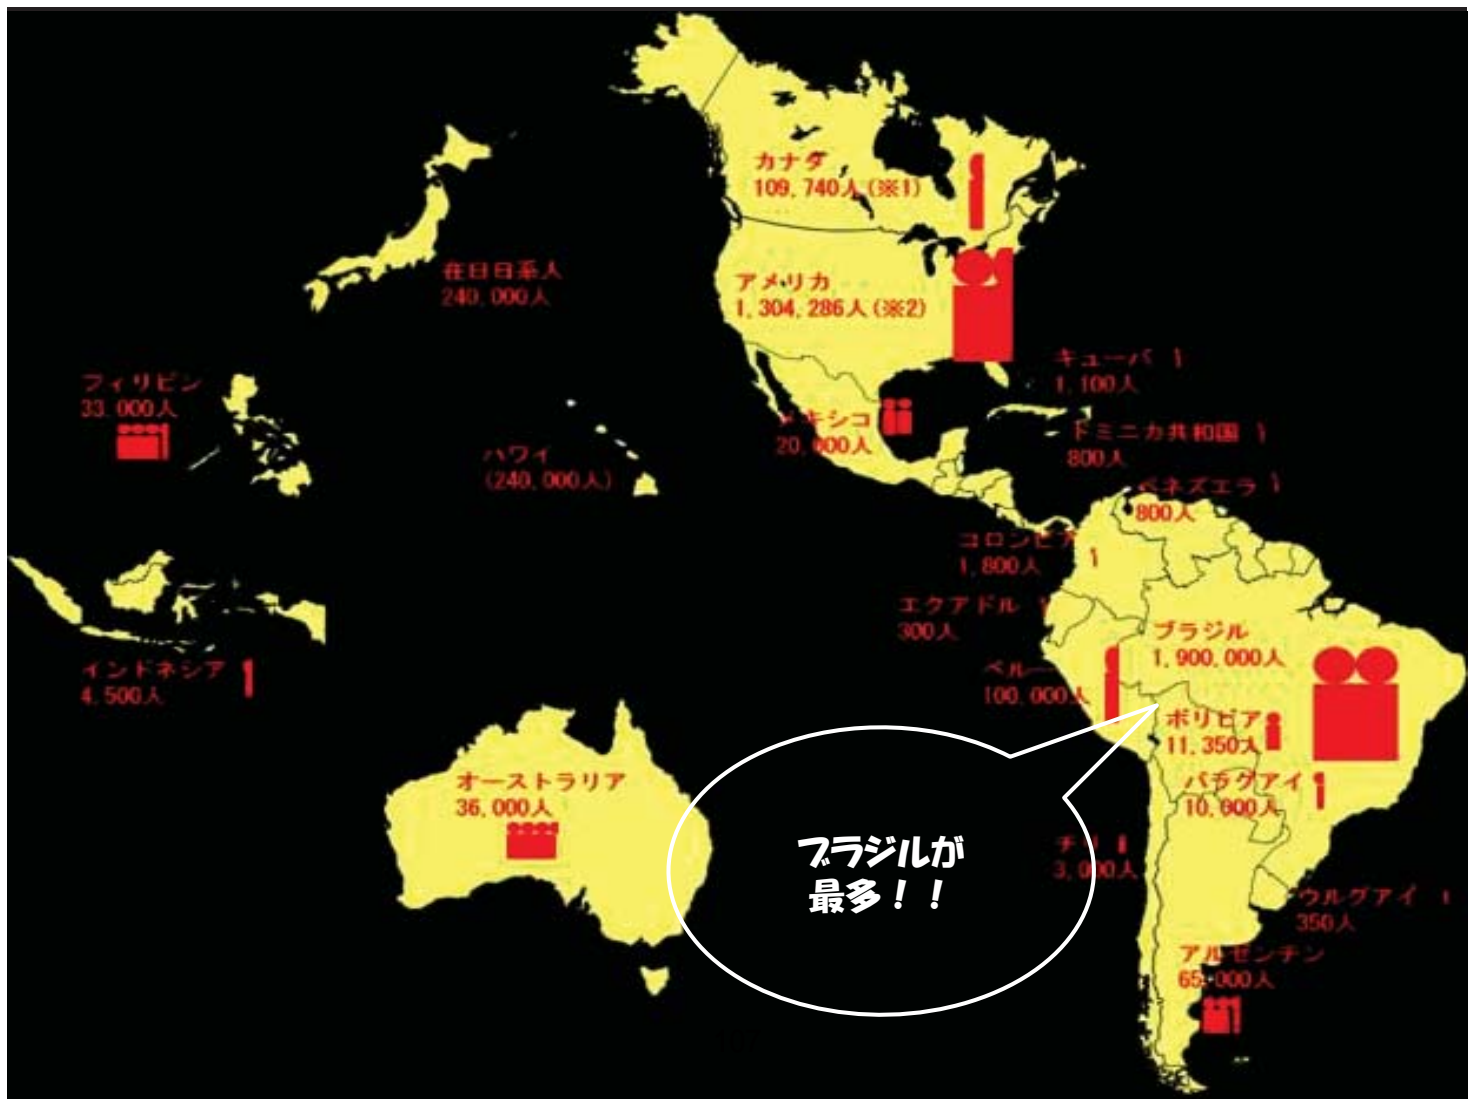 カナダ
109,740人(※1)
在日日系人
240,000人
アメリカ
1,304,286人(※2)
キューバ
1,100人
フィリピン
33,000人
メキシコ
20,000人
ドミニカ共和国
800人
ハワイ
(240,000人)
ベネズエラ
800人
コロンビア
1,800人
エクアドル
300人
ブラジル
1,900,000人
インドネシア
4,500人
ペルー
100,000人
ボリビア
11,350人
オーストラリア
36,000人
パラグアイ
10,000人
ブラジルが
最多！！
チリ
3,000人
ウルグアイ
350人
アルゼンチン
65,000人